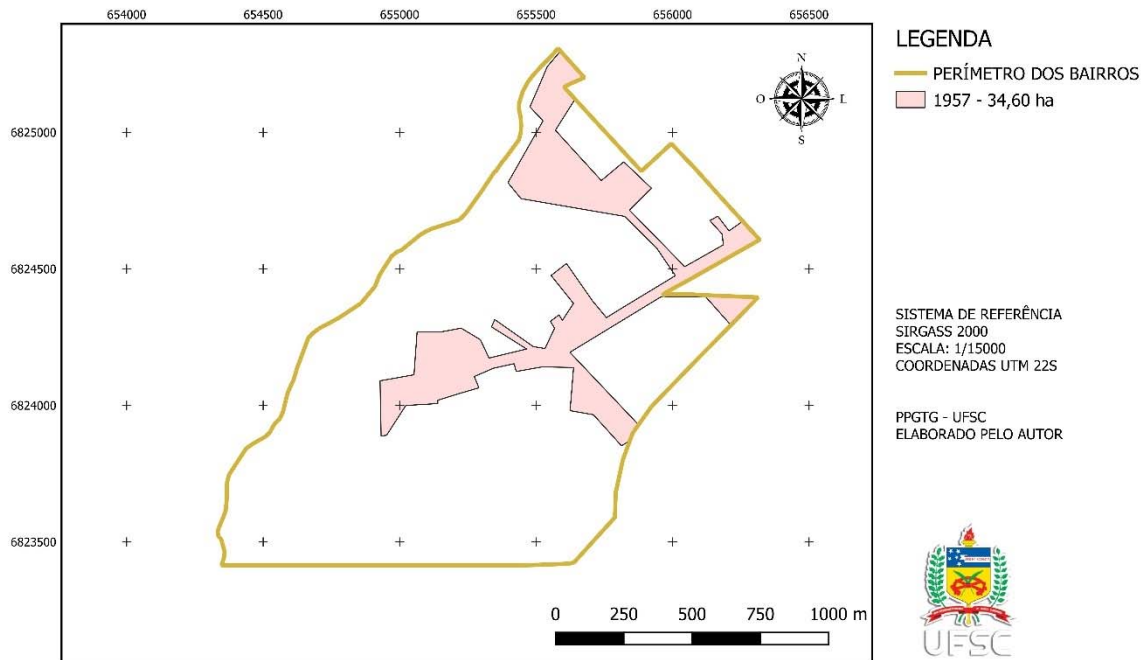 654000 654500 655000 655500 656000 656500
6825000
6824500
6824000
6823500
N
O L
S
0 250 500 750 1000 m
LEGENDA
PERÍMETRO DOS BAIRROS
1957 - 34,60 ha
SISTEMA DE REFERÊNCIA
SIRGASS 2000
ESCALA: 1/15000
COORDENADAS UTM 22S
PPGTG - UFSC
ELABORADO PELO AUTOR
UFSC